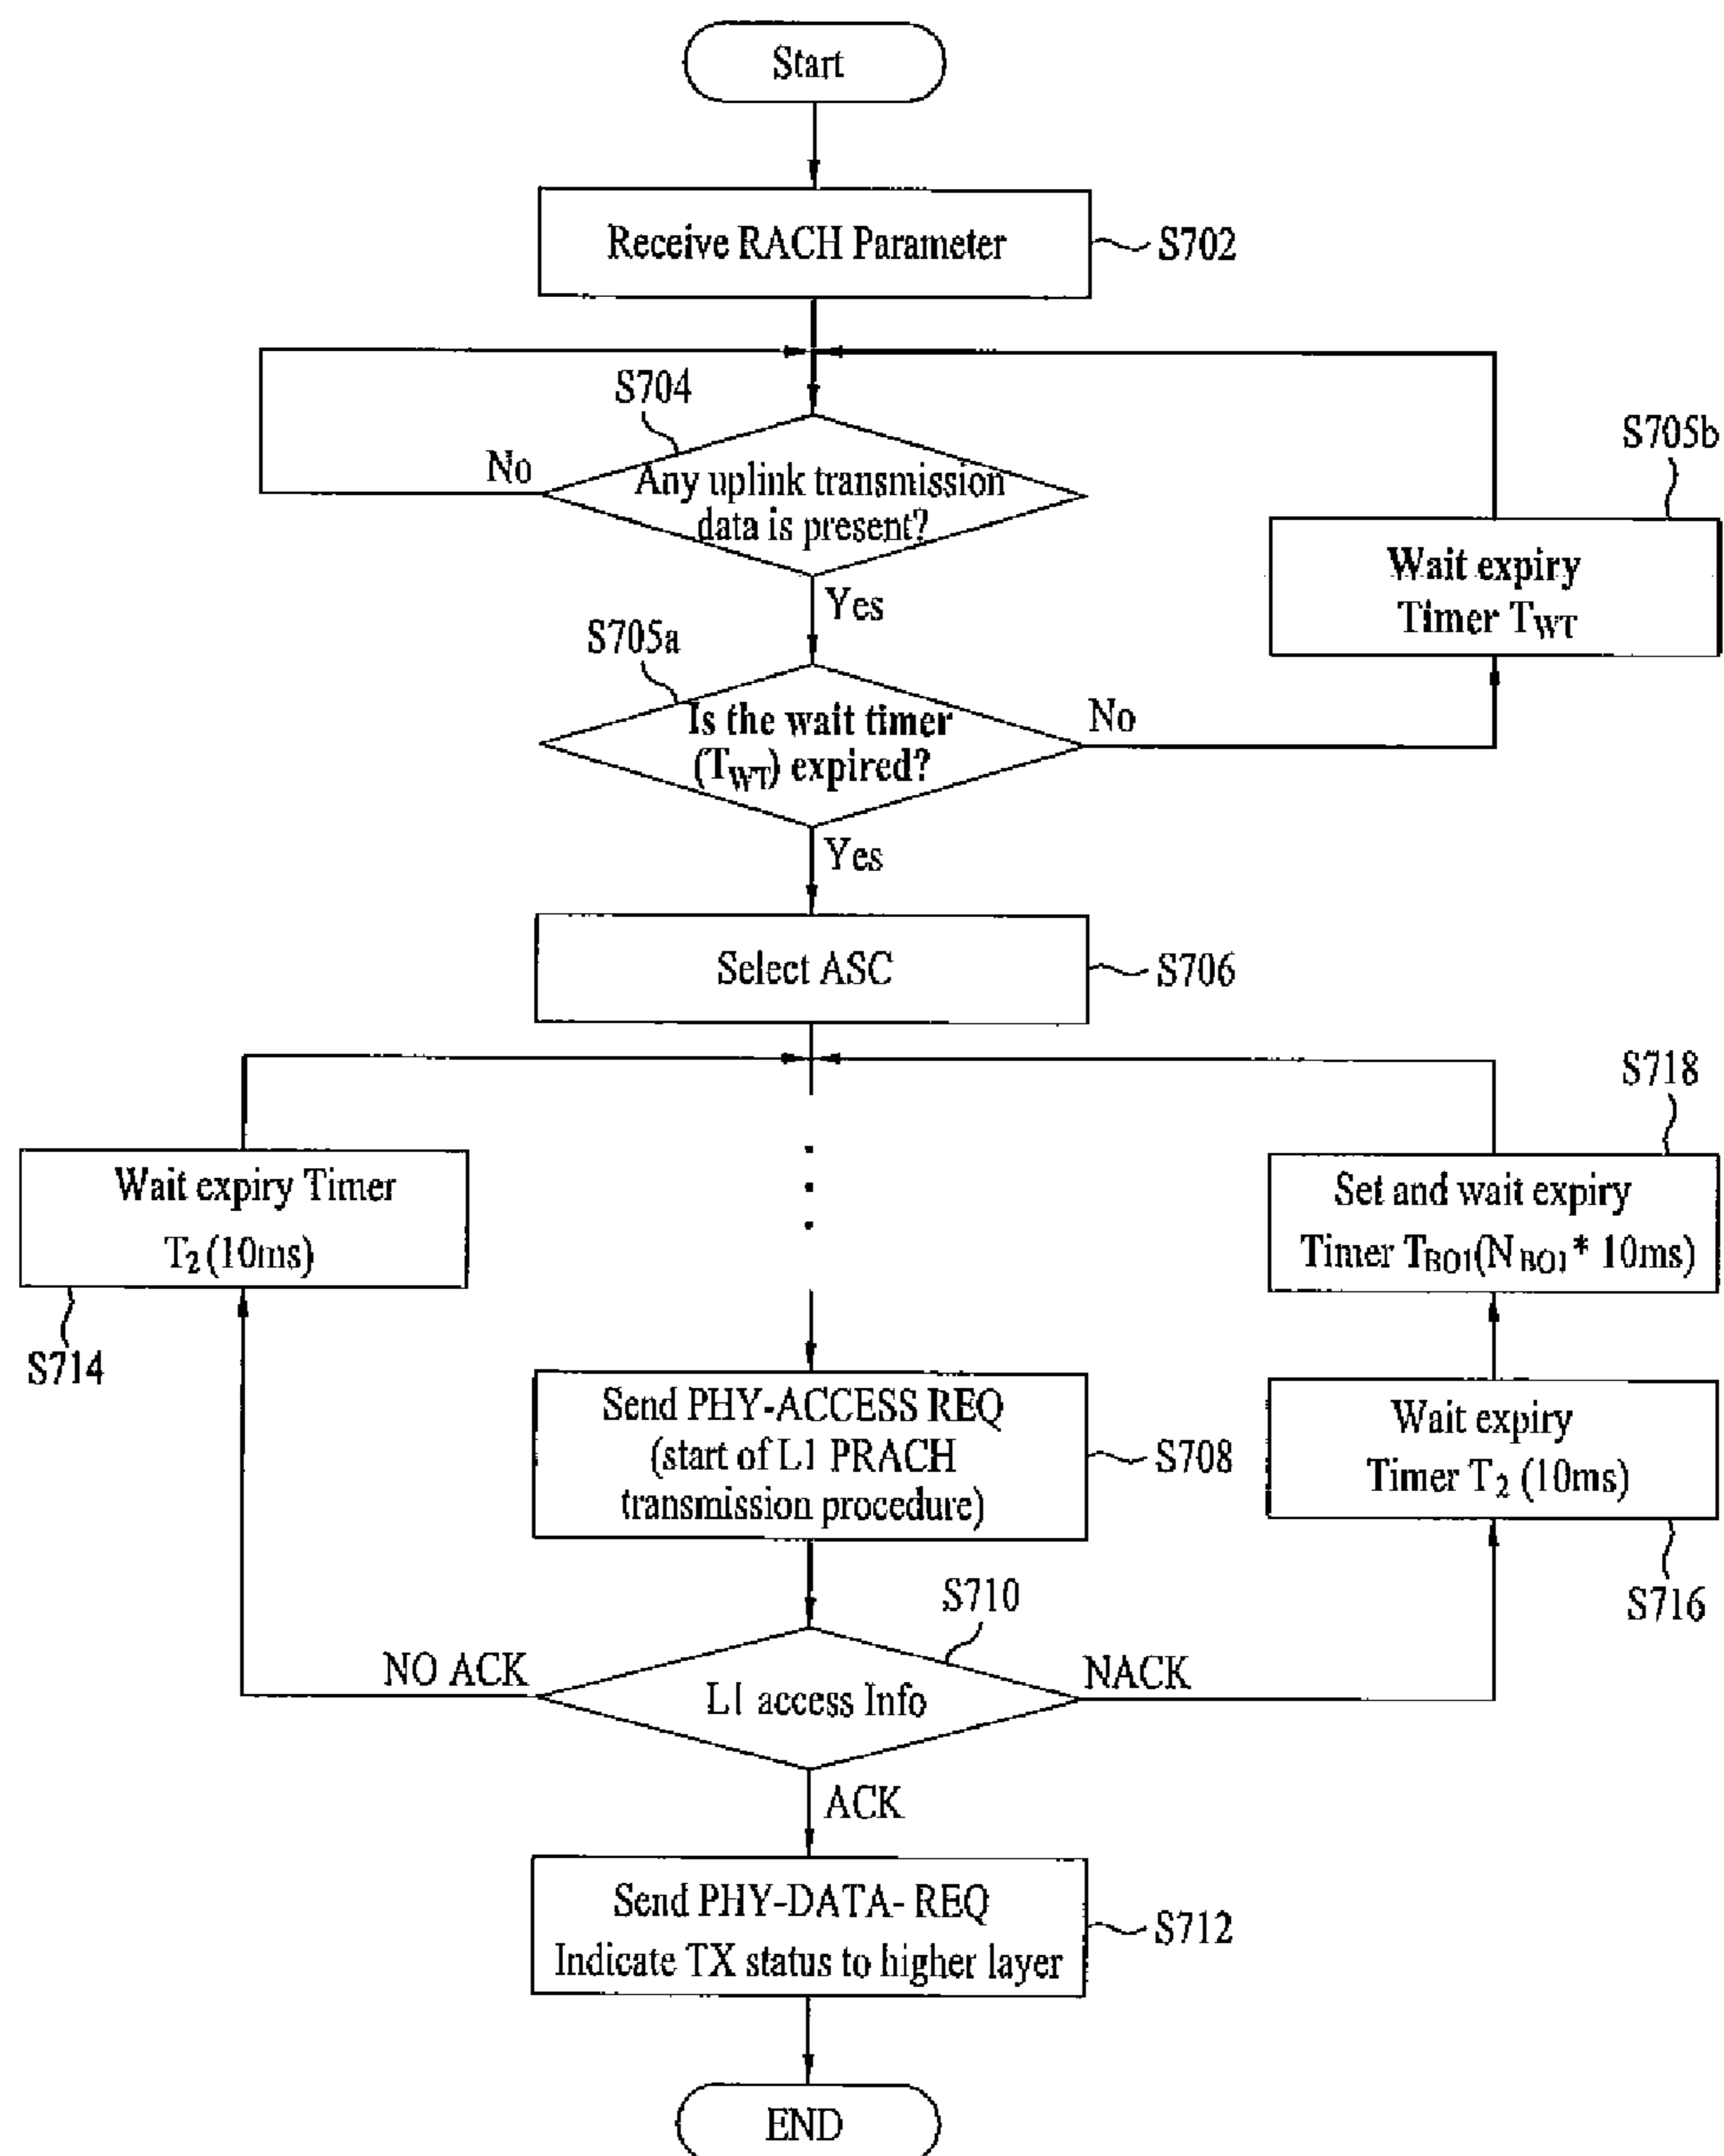 Start
Receive RACH Parameter
S702
S704
No
Any uplink transmission
data is present?
S705b
Wait expiry
Timer TWT
Yes
S705a
Is the wait timer
(TWT) expired?
No
Yes
Select ASC
S706
S718
Wait expiry Timer
T2 (10ms)
S714
Set and wait expiry
Timer TBO1(NBO1* 10ms)
Send PHY-ACCESS REQ
(start of L1 PRACH
transmission procedure)
S708
Wait expiry
Timer T2 (10ms)
S716
S710
NO ACK
L1 access Info
NACK
ACK
Send PHY-DATA- REQ
Indicate TX status to higher layer
S712
END